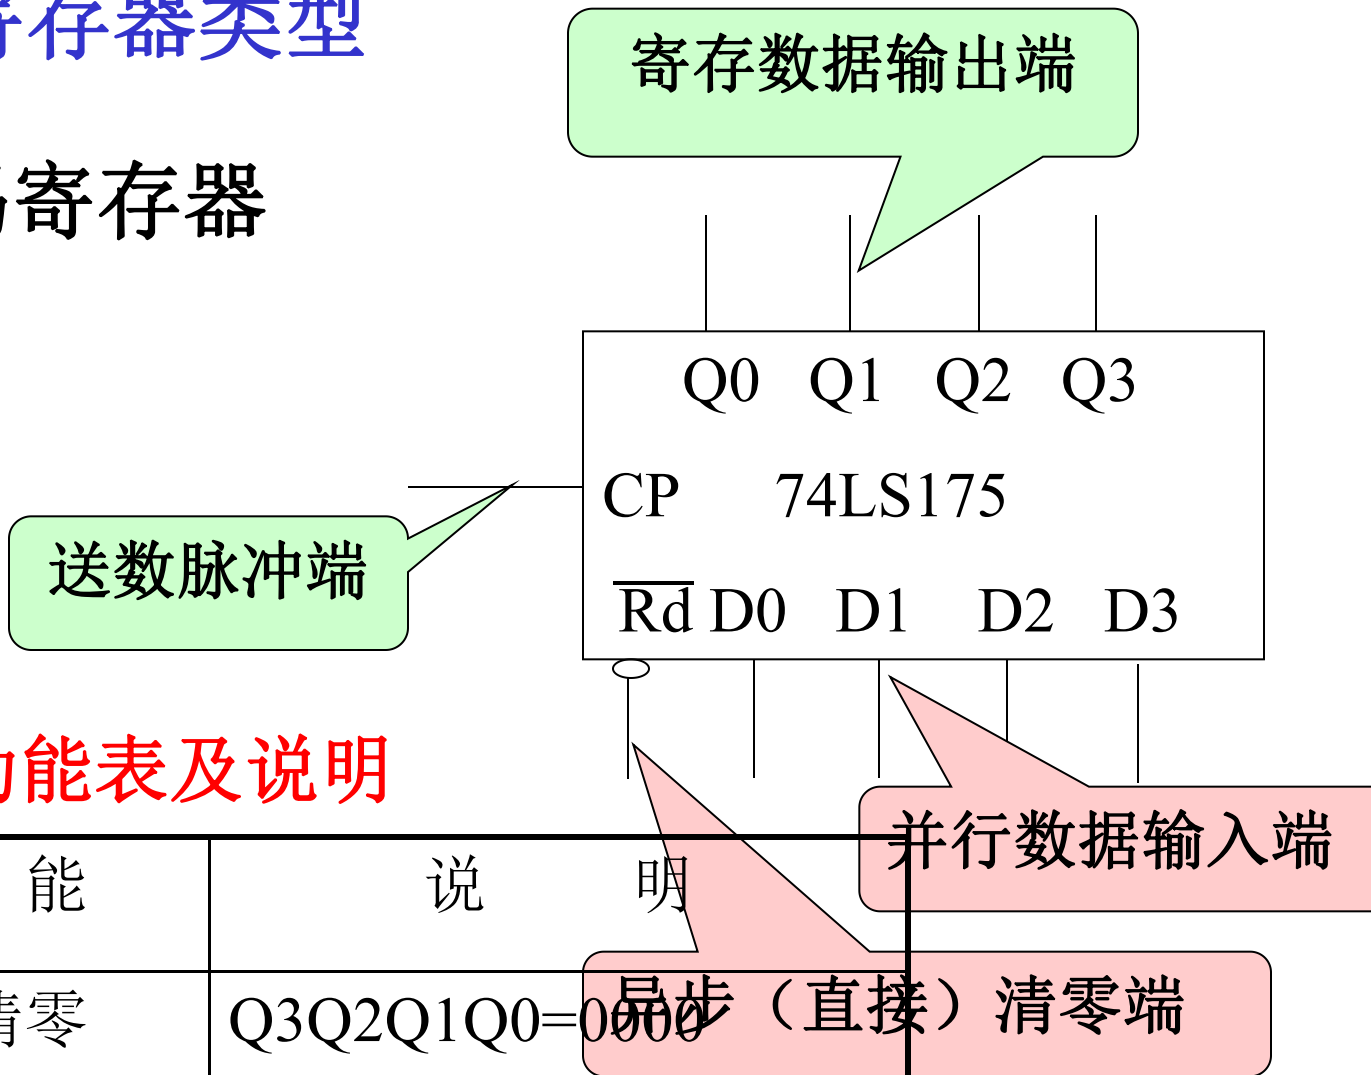 寄存器类型
寄存数据输出端
码寄存器
Q0 Q1 Q2 Q3
CP 74LS175
送数脉冲端
Rd D0 D1 D2 D3
功能表及说明
并行数据输入端
能 说 明
清零 Q3Q2Q1Q0=0000
异步（直接）清零端